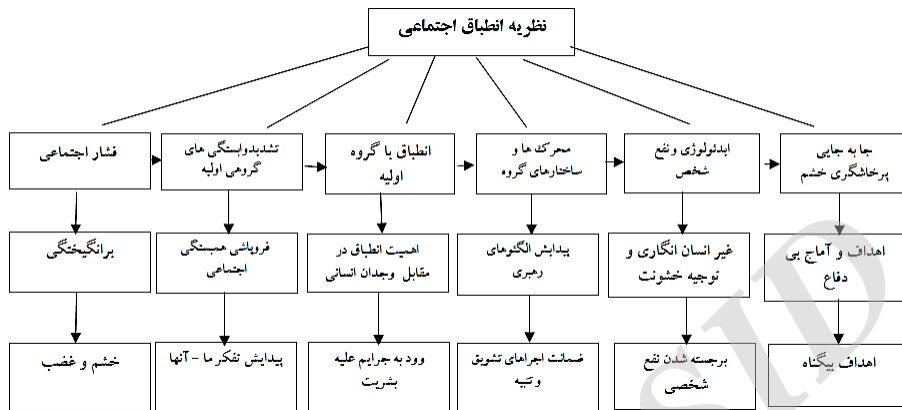 نظریه انطباق اجتماعی
فشار اجتماعی
تشدیدوابستگی های
گروهی اولیه
انطباق با گروه
اولیه
محرک ها و
ساختارهای گروه
ایدئولوژی ونفع
شخص
جا به جایی
پرخاشگری خشم
برانگیختگی
فروپاشی همبستگی
اجتماعی
اهمیت انطباق در
مقابل وجدان انسانی
پیدایش الگوهای
رهبری
غیر انسان انگاری و
توجیه خشونت
اهداف و آماج بی
دفاع
خشم و غضب
پیدایش تفکر ما – آنها
وود به جرایم علیه
بشریت
ضمانت اجراهای تشویق
وتنبیه
برجسته شدن نفع
شخصی
اهداف بیگناه
SID